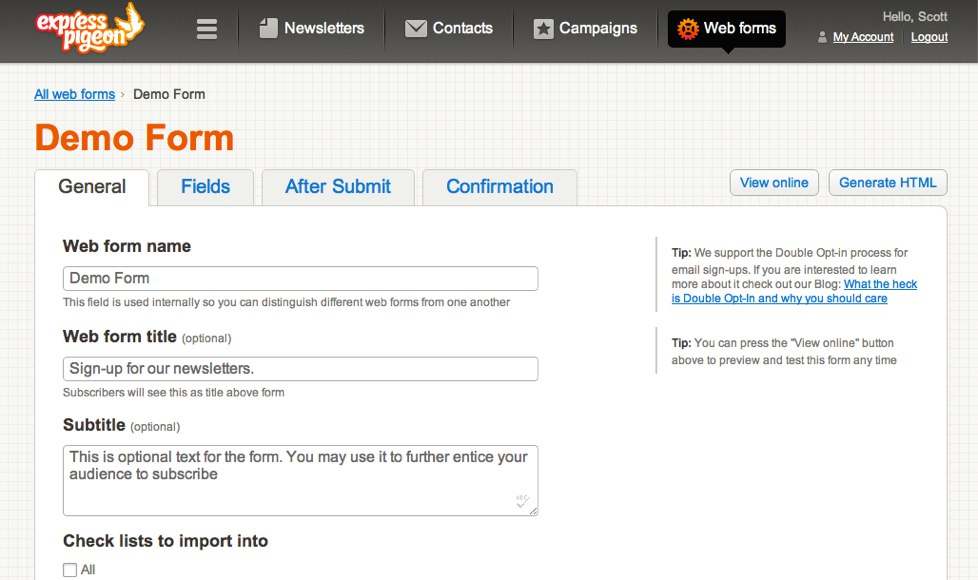 express
pigeon
Newsletters
Contacts
Campaigns
Web forms
Hello, Scott
My Account
Logout
All web forms › Demo Form
Demo Form
General
Fields
After Submit
Confirmation
View online
Generate HTML
Web form name
Demo Form
This field is used internally so you can distinguish different web forms from one another
Web form title (optional)
Sign-up for our newsletters.
Subscribers will see this as title above form
Subtitle (optional)
This is optional text for the form. You may use it to further entice your
audience to subscribe
ABC
Check lists to import into
All
Tip: We support the Double Opt-in process for
email sign-ups. If you are interested to learn
more about it check out our Blog: What the heck
is Double Opt-In and why you should care
Tip: You can press the "View online" button
above to preview and test this form any time